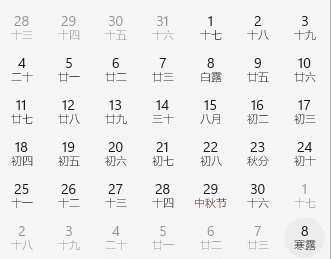 28 29 30 31 1 2 3
十三 十四 十五 十六 十七 十八 十九
4 5 6 7 8 9 10
二十 廿一 廿二 廿三 白露 廿五 廿六
11 12 13 14 15 16 17
廿七 廿八 廿九 三十 八月 初二 初三
18 19 20 21 22 23 24
初四 初五 初六 初七 初八 秋分 初十
25 26 27 28 29 30 1
十一 十二 十三 十四 中秋节 十六 十七
2 3 4 5 6 7 8
十八 十九 二十 廿一 廿二 廿三 寒露